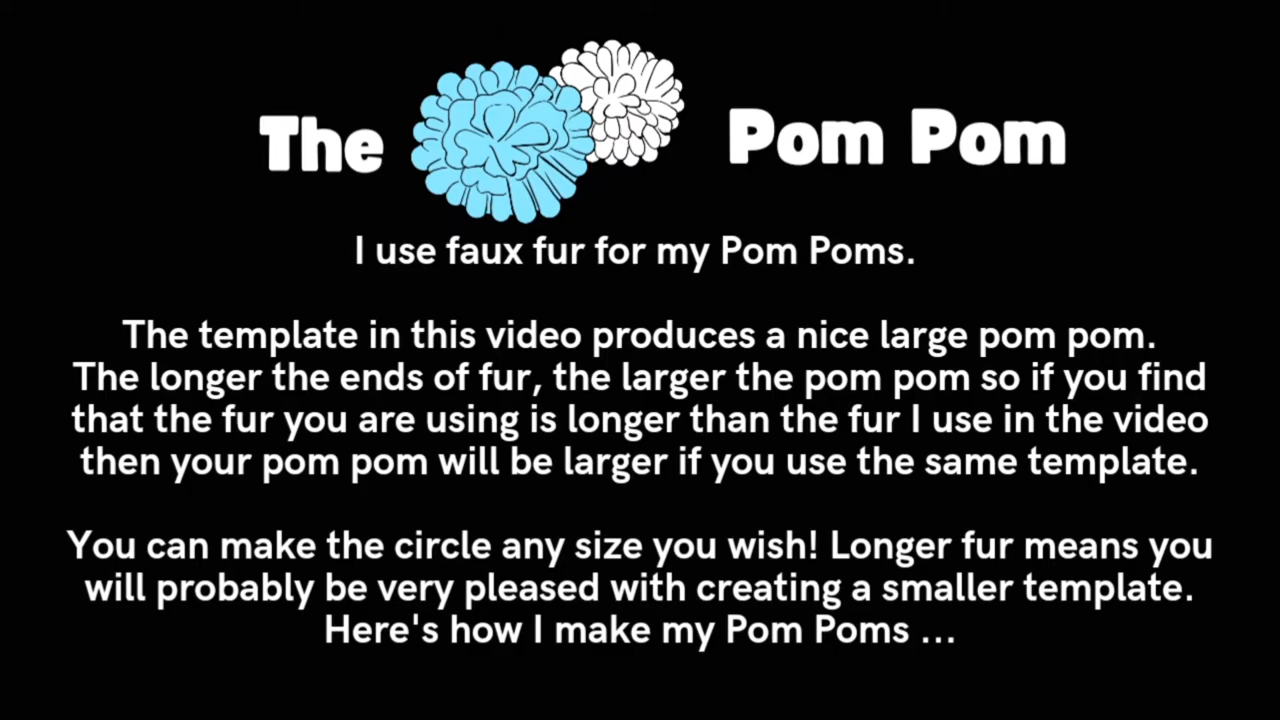 The Pom Pom
I use faux fur for my Pom Poms.
The template in this video produces a nice large pom pom.
The longer the ends of fur, the larger the pom pom so if you find
that the fur you are using is longer than the fur I use in the video
then your pom pom will be larger if you use the same template.
You can make the circle any size you wish! Longer fur means you
will probably be very pleased with creating a smaller template.
Here's how I make my Pom Poms ...